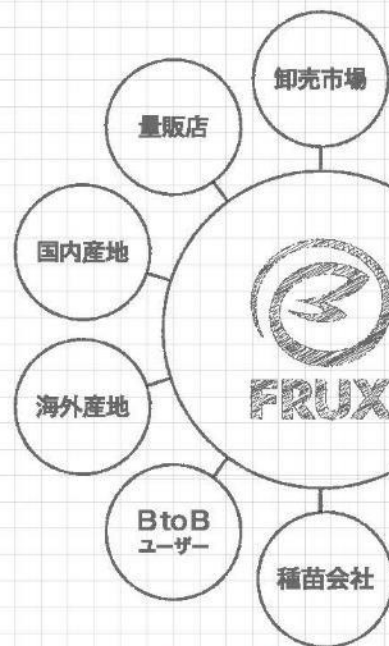 卸売市場
量販店
国内産地
海外産地
BtoB
ユーザー
種苗会社
FRUX